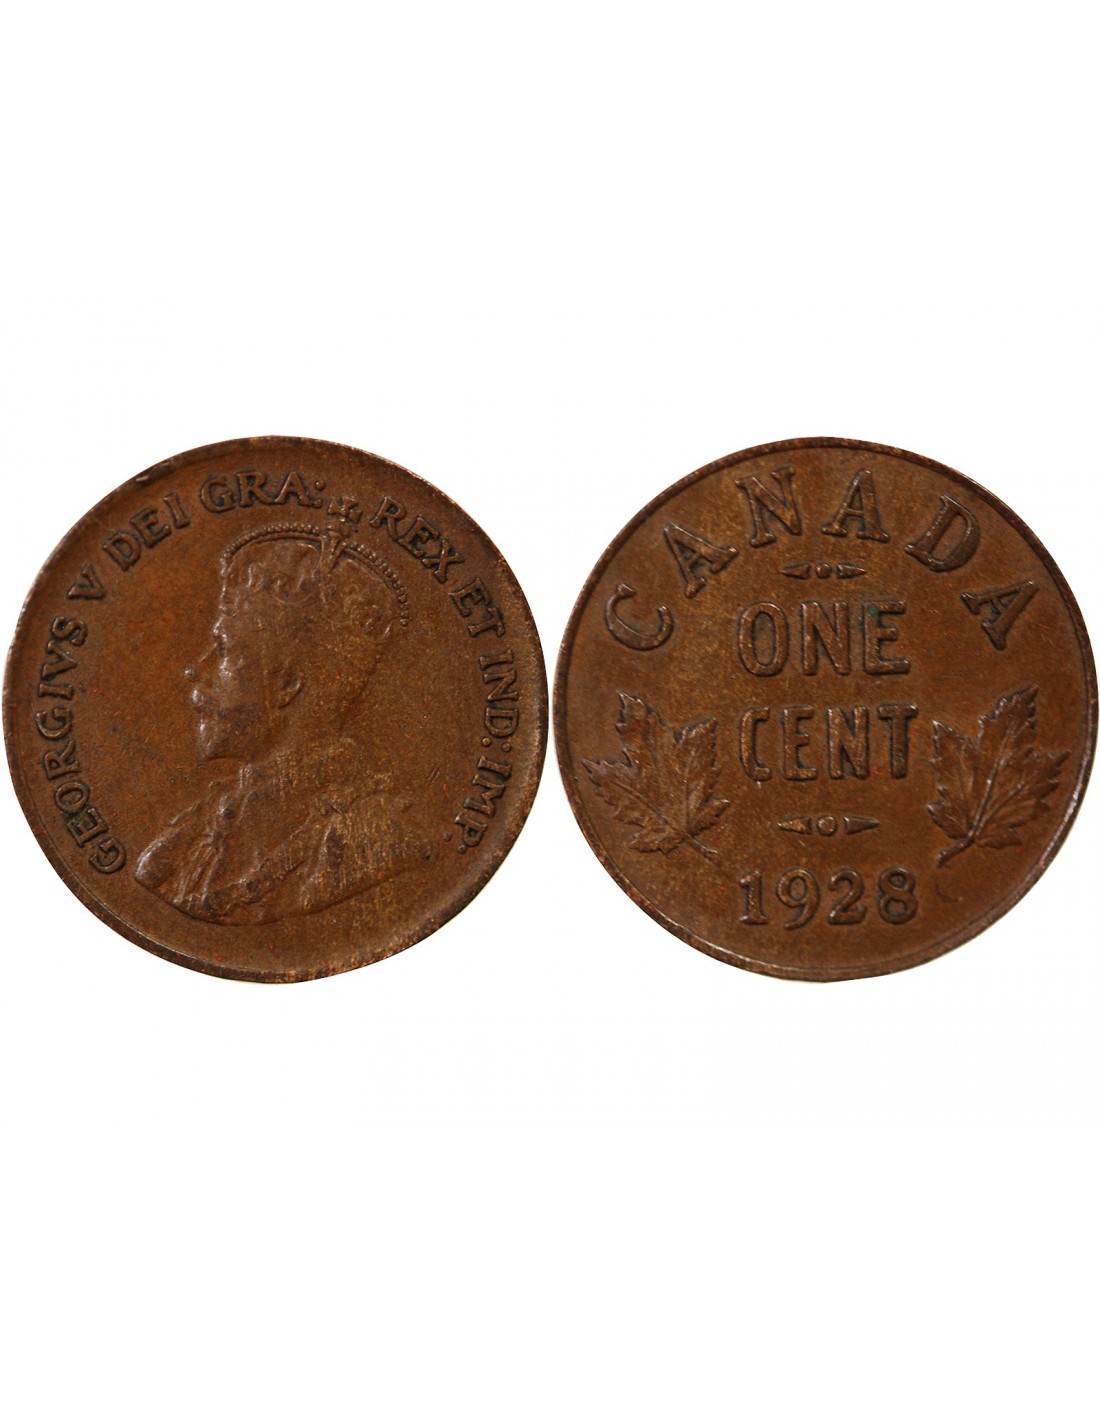 GEORGIVS V DEI GRA: REX ET IND: IMP.
CANADA
ONE
CENT
1928